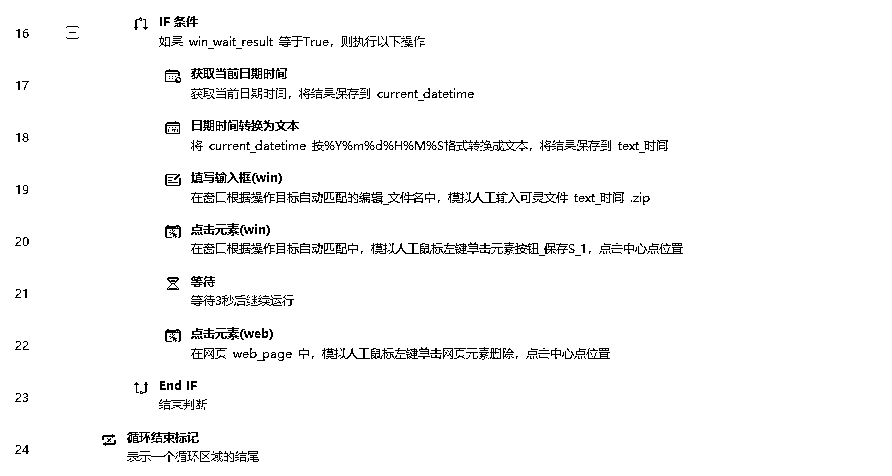 16 IF 条件
如果 win_wait_result 等于True，则执行以下操作
17 获取当前日期时间
获取当前日期时间，将结果保存到 current_datetime
18 日期时间转换为文本
将 current_datetime 按%Y%m%d%H%M%S格式转换成文本，将结果保存到 text_时间
19 填写输入框(win)
在窗口根据操作目标自动匹配的编辑_文件名中，模拟人工输入可灵文件 text_时间 .zip
20 点击元素(win)
在窗口根据操作目标自动匹配中，模拟人工鼠标左键单击元素按钮_保存S_1，点击中心点位置
21 等待
等待3秒后继续运行
22 点击元素(web)
在网页 web_page 中，模拟人工鼠标左键单击网页元素删除，点击中心点位置
23 End IF
结束判断
24 循环结束标记
表示一个循环区域的结尾